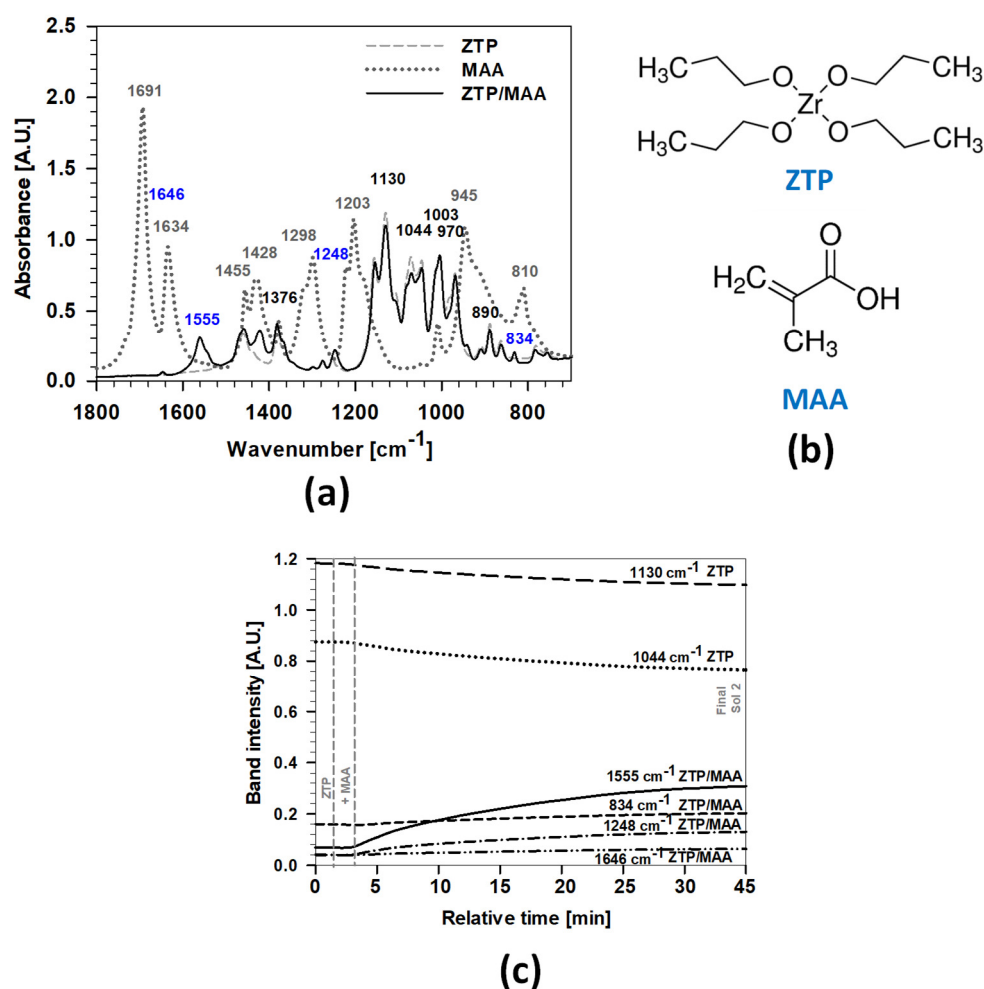 (a)
Absorbance [A.U.]
2.5
2.0
1.5
1.0
0.5
0.0
ZTP
MAA
ZTP/MAA
1691
1646
1634
1555
1455
1428
1376
1298
1248
1203
1130
1044
1003
970
945
890
834
810
1800 1600 1400 1200 1000 800
Wavenumber [cm-1]
(a)
H3C O O CH3
Zr
H3C O O CH3
ZTP
O
H2C OH
CH3
MAA
(b)
Band intensity [A.U.]
1.2
1.0
0.8
0.6
0.4
0.2
0.0
1130 cm-1 ZTP
1044 cm-1 ZTP
Final
Sol 2
1555 cm-1 ZTP/MAA
834 cm-1 ZTP/MAA
1248 cm-1 ZTP/MAA
1646 cm-1 ZTP/MAA
ZTP
+ MAA
0 5 10 15 20 25 30 45
Relative time [min]
(c)